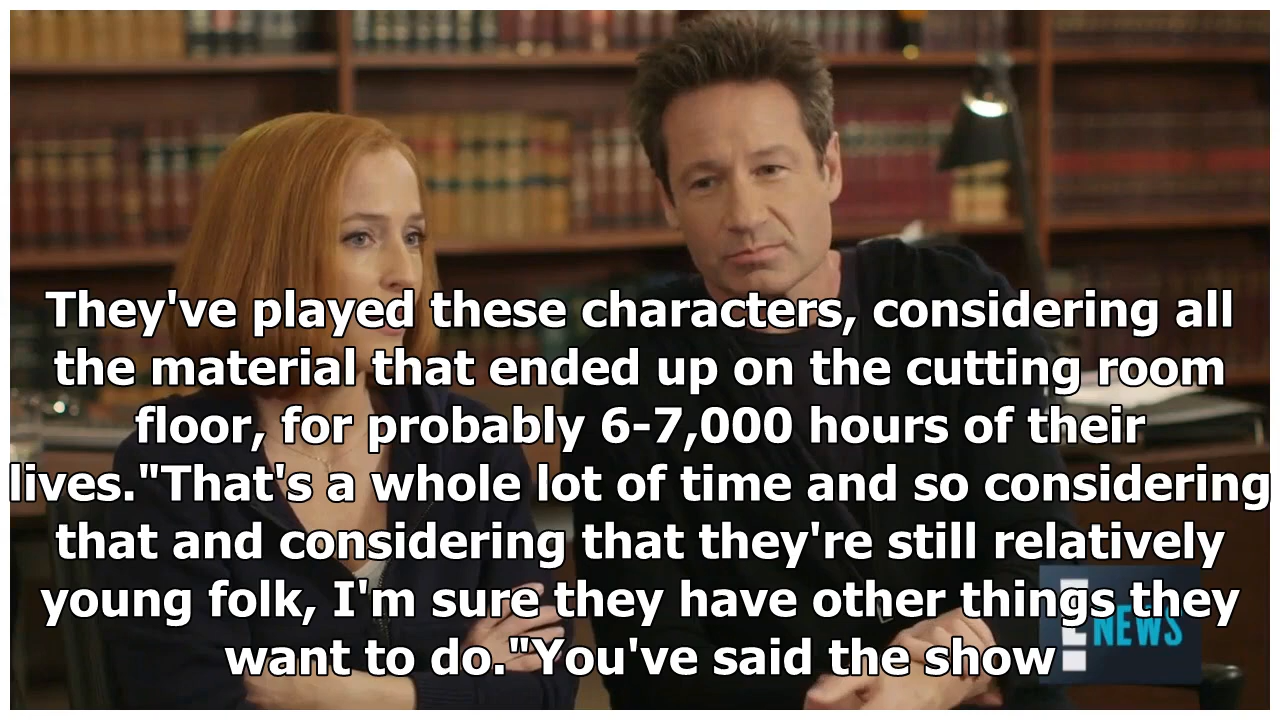 They've played these characters, considering all
the material that ended up on the cutting room
floor, for probably 6-7,000 hours of their
lives."That's a whole lot of time and so considering
that and considering that they're still relatively
young folk, I'm sure they have other things they
want to do."You've said the show
E NEWS